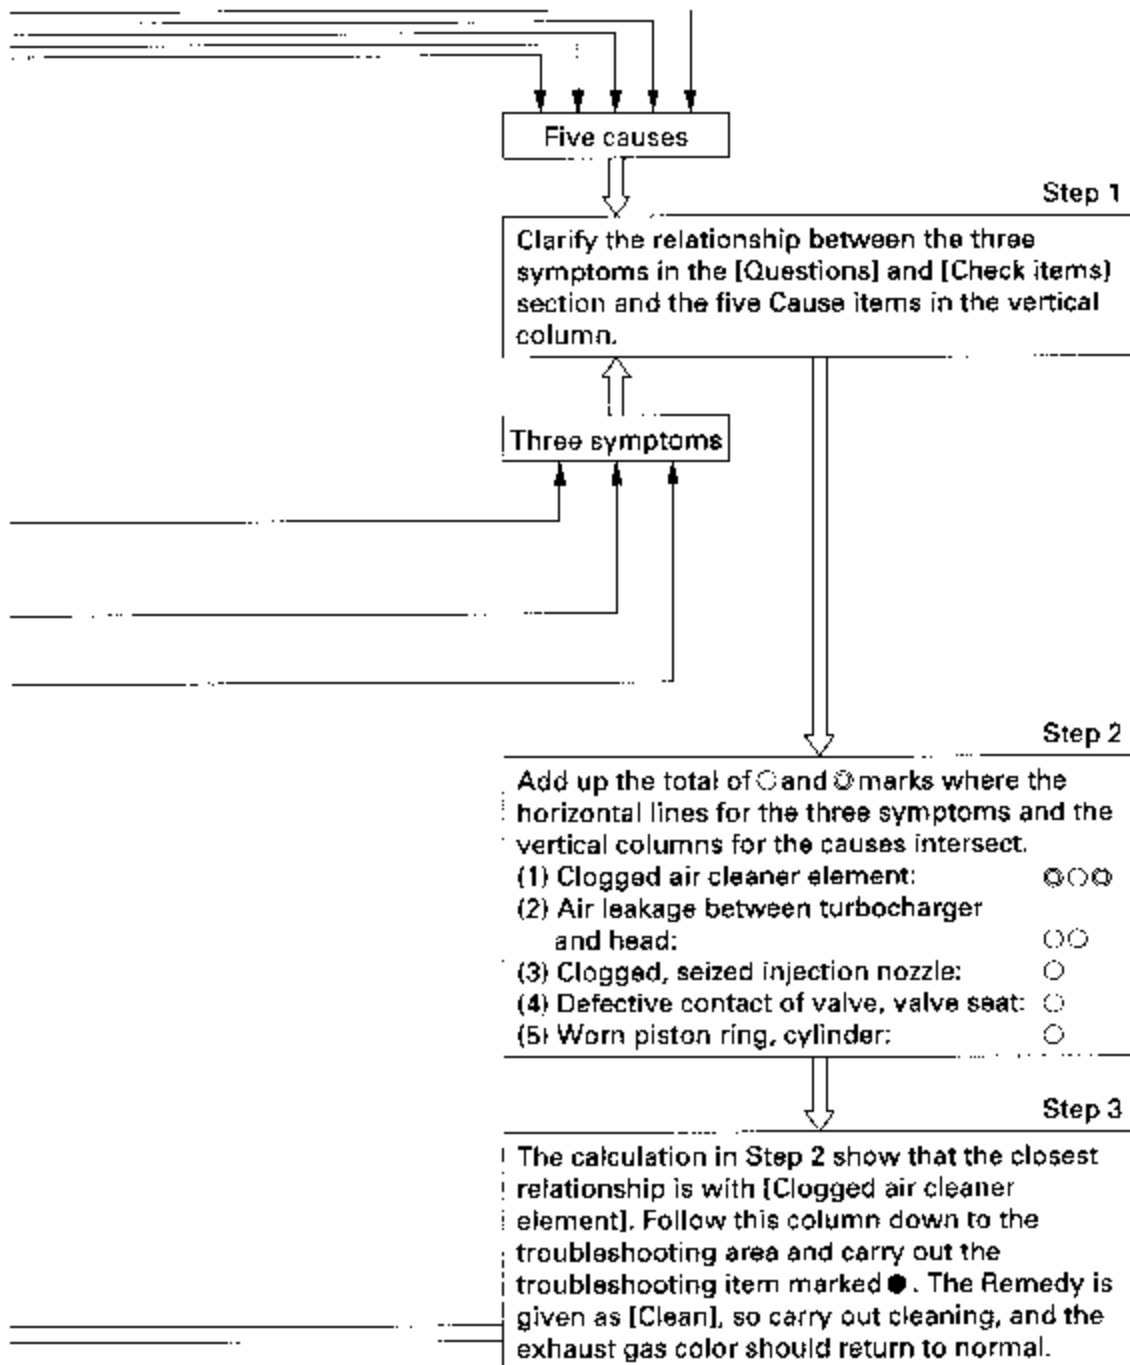 Five causes
Step 1
Clarify the relationship between the three
symptoms in the [Questions] and [Check items]
section and the five Cause items in the vertical
column.
Three symptoms
Step 2
Add up the total of ○ and ◎ marks where the
horizontal lines for the three symptoms and the
vertical columns for the causes intersect.
(1) Clogged air cleaner element: ◎○◎
(2) Air leakage between turbocharger
and head: ○○
(3) Clogged, seized injection nozzle: ○
(4) Defective contact of valve, valve seat: ○
(5) Worn piston ring, cylinder: ○
Step 3
The calculation in Step 2 show that the closest
relationship is with [Clogged air cleaner
element]. Follow this column down to the
troubleshooting area and carry out the
troubleshooting item marked ●. The Remedy is
given as [Clean], so carry out cleaning, and the
exhaust gas color should return to normal.